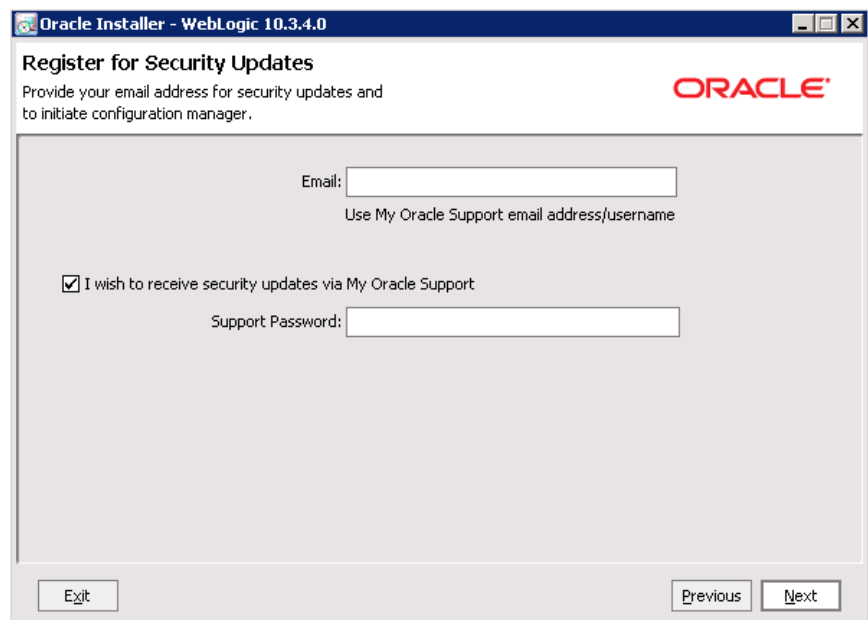 Oracle Installer - WebLogic 10.3.4.0
Register for Security Updates
Provide your email address for security updates and
to initiate configuration manager.
ORACLE
Email:
Use My Oracle Support email address/username
I wish to receive security updates via My Oracle Support
Support Password:
Exit Previous Next